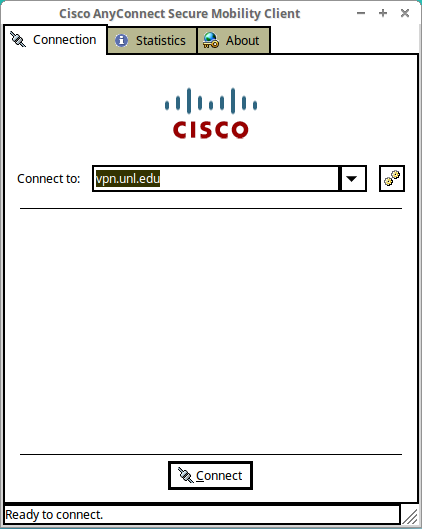 Cisco AnyConnect Secure Mobility Client
Connection
Statistics
About
CISCO
Connect to:
vpn.unl.edu
Connect
Ready to connect.